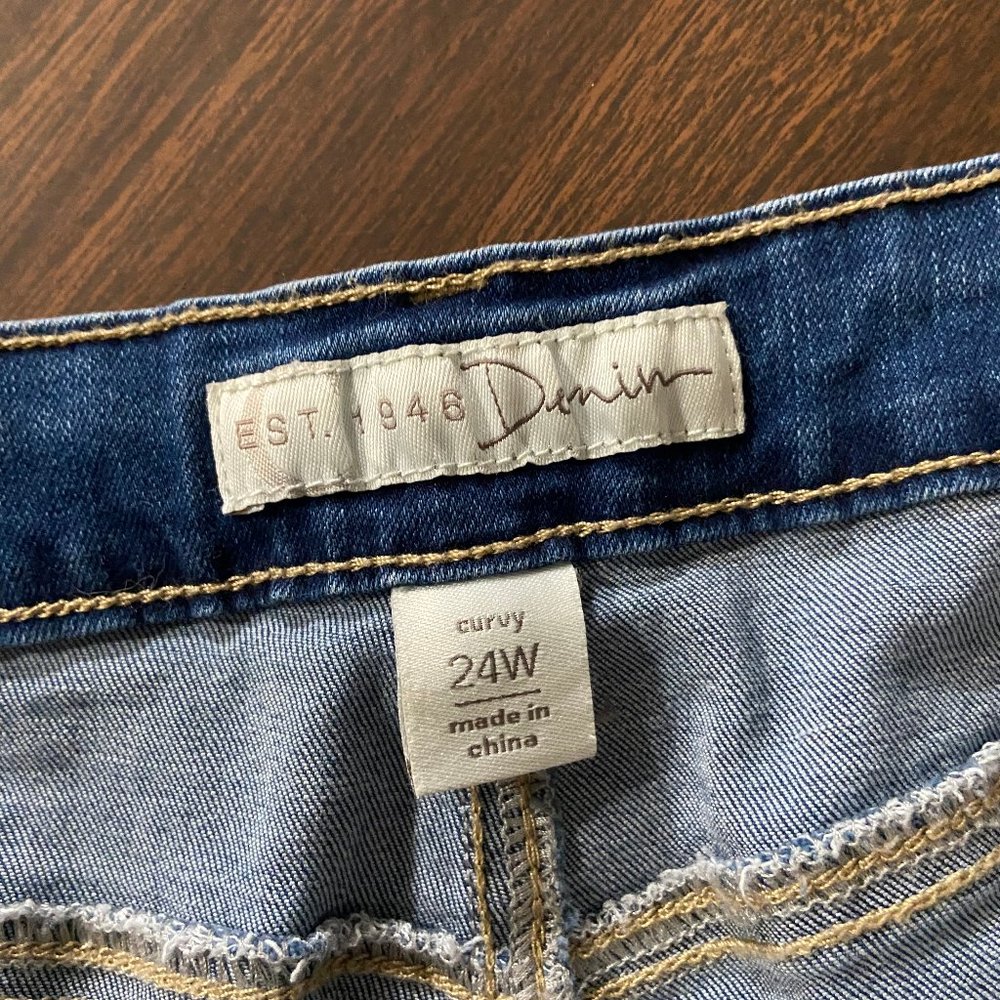 EST. 1946 Denim
curvy
24W
made in
china